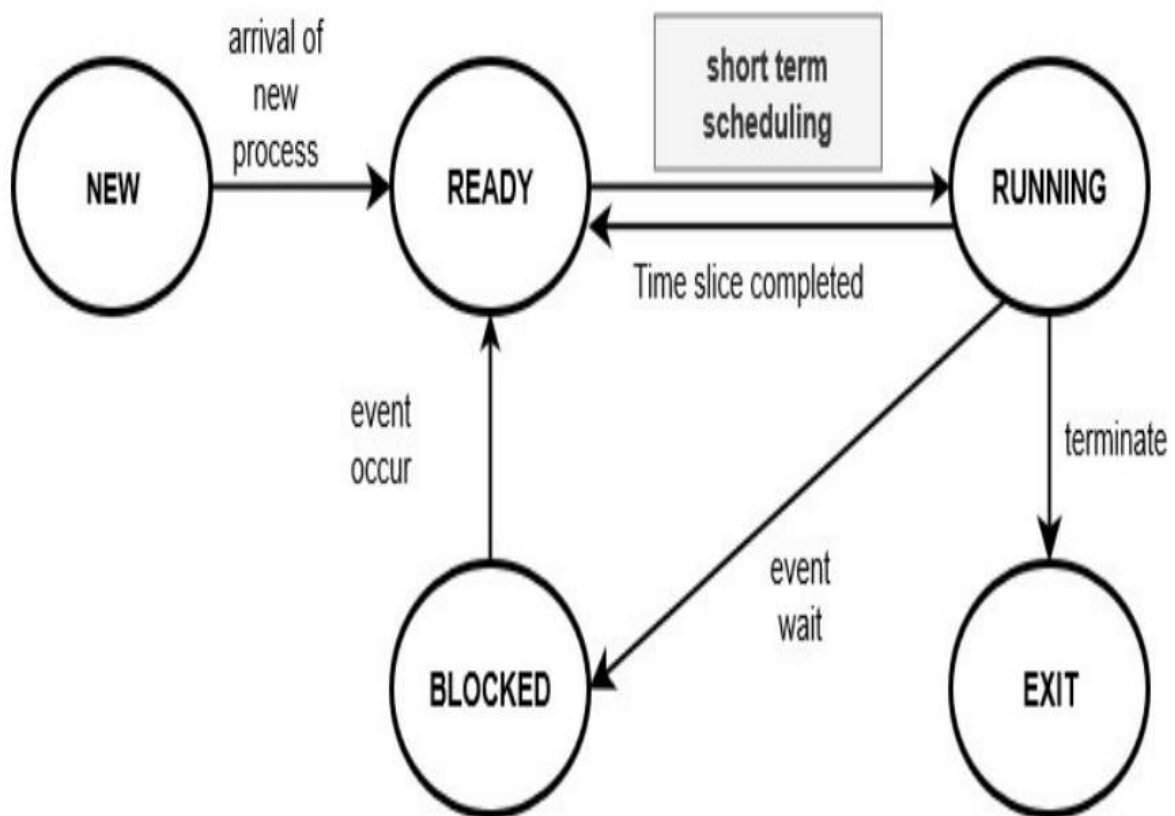 arrival of
new
process
short term
scheduling
NEW
READY
RUNNING
Time slice completed
event
occur
terminate
event
wait
BLOCKED
EXIT